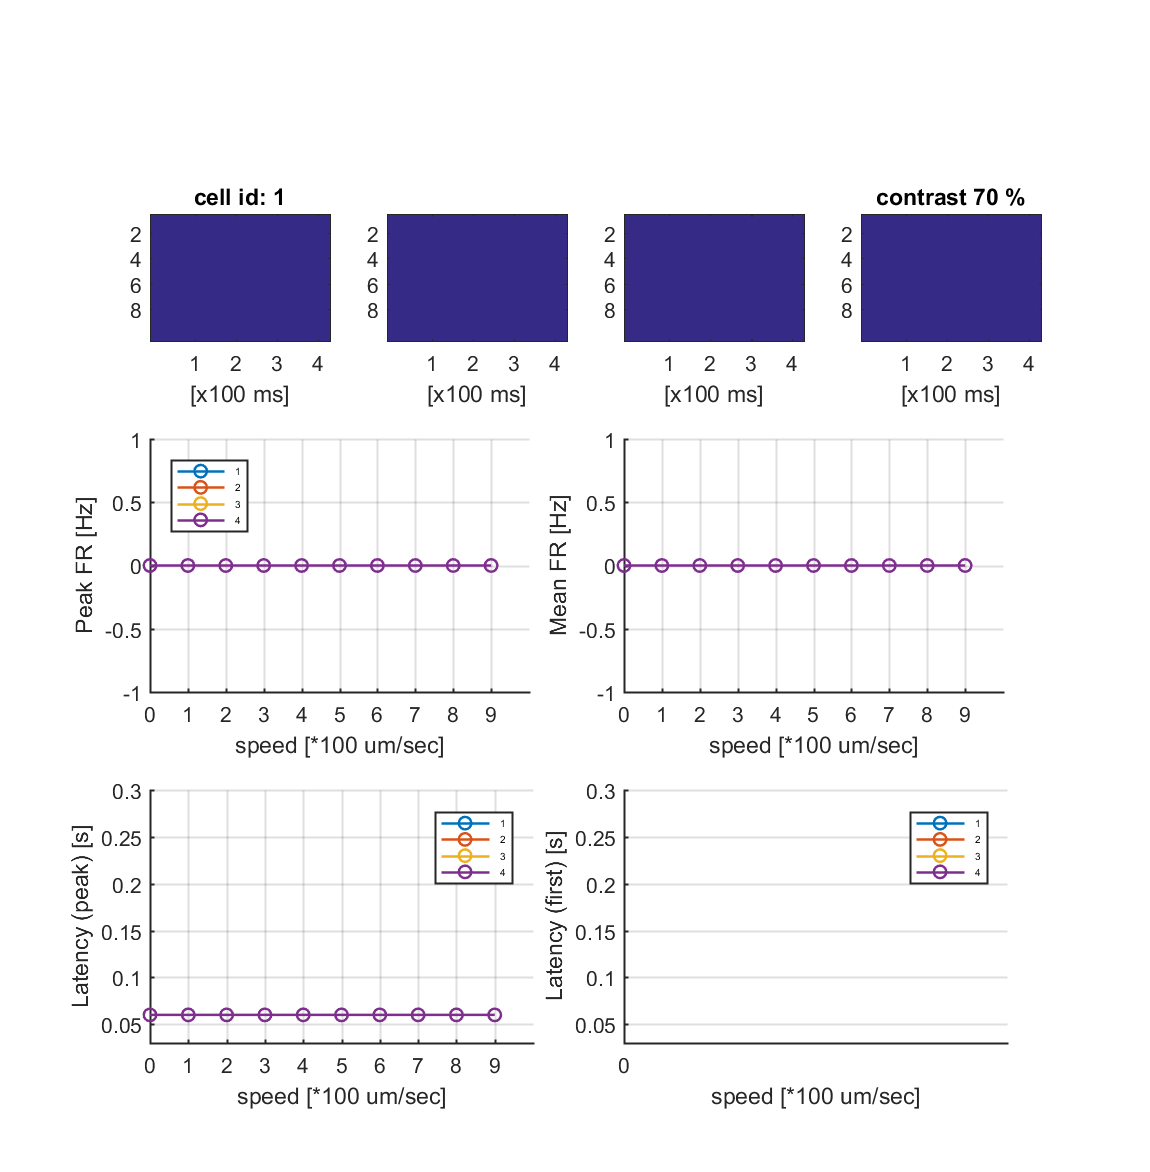 cell id: 1
contrast 70 %
2 2 2 2
4 4 4 4
6 6 6 6
8 8 8 8
1 2 3 4 1 2 3 4 1 2 3 4 1 2 3 4
[x100 ms] [x100 ms] [x100 ms] [x100 ms]
Peak FR [Hz]
1
0.5
0
-0.5
-1
1
2
3
4
0 1 2 3 4 5 6 7 8 9
speed [*100 um/sec]
Mean FR [Hz]
1
0.5
0
-0.5
-1
0 1 2 3 4 5 6 7 8 9
speed [*100 um/sec]
Latency (peak) [s]
0.3
0.25
0.2
0.15
0.1
0.05
1
2
3
4
0 1 2 3 4 5 6 7 8 9
speed [*100 um/sec]
Latency (first) [s]
0.3
0.25
0.2
0.15
0.1
0.05
1
2
3
4
0
speed [*100 um/sec]